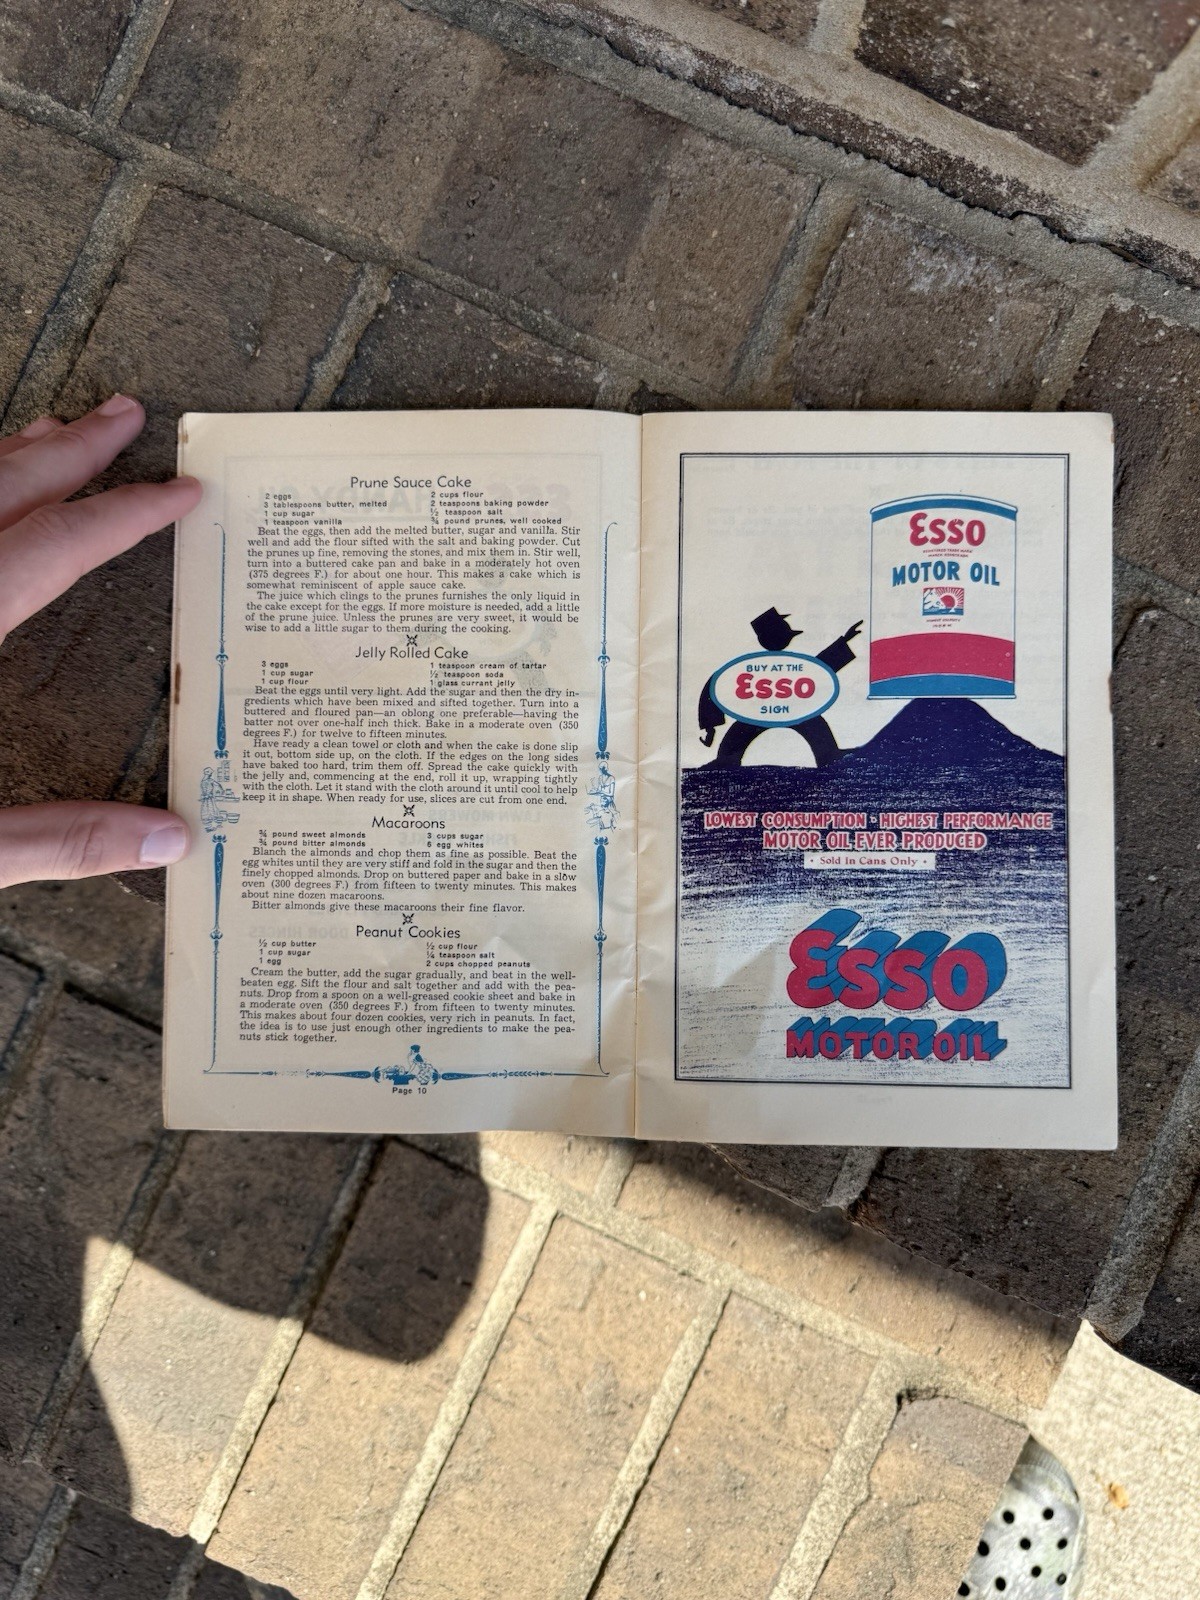 Prune Sauce Cake
2 eggs
3 tablespoons butter, melted
1 cup sugar
1 teaspoon vanilla
2 cups flour
2 teaspoons baking powder
½ teaspoon salt
¾ pound prunes, well cooked
Beat the eggs, then add the melted butter, sugar and vanilla. Stir
well and add the flour sifted with the salt and baking powder. Cut
the prunes up fine, removing the stones, and mix them in. Stir well,
turn into a buttered cake pan and bake in a moderately hot oven
(375 degrees F.) for about one hour. This makes a cake which is
somewhat reminiscent of apple sauce cake.
The juice which clings to the prunes furnishes the only liquid in
the cake except for the eggs. If more moisture is needed, add a little
of the prune juice. Unless the prunes are very sweet, it would be
wise to add a little sugar to them during the cooking.
Jelly Rolled Cake
3 eggs
1 cup sugar
1 cup flour
1 teaspoon cream of tartar
½ teaspoon soda
1 glass currant jelly
Beat the eggs until very light. Add the sugar and then the dry in-
gredients which have been mixed and sifted together. Turn into a
buttered and floured pan—an oblong one preferable—having the
batter not over one-half inch thick. Bake in a moderate oven (350
degrees F.) for twelve to fifteen minutes.
Have ready a clean towel or cloth and when the cake is done slip
it out, bottom side up, on the cloth. If the edges on the long sides
have baked too hard, trim them off. Spread the cake quickly with
the jelly and, commencing at the end, roll it up, wrapping tightly
with the cloth. Let it stand with the cloth around it until cool to help
keep it in shape. When ready for use, slices are cut from one end.
Macaroons
¾ pound sweet almonds
¾ pound bitter almonds
3 cups sugar
6 egg whites
Blanch the almonds and chop them as fine as possible. Beat the
egg whites until they are very stiff and fold in the sugar and then the
finely chopped almonds. Drop on buttered paper and bake in a slow
oven (300 degrees F.) from fifteen to twenty minutes. This makes
about nine dozen macaroons.
Bitter almonds give these macaroons their fine flavor.
Peanut Cookies
½ cup butter
1 cup sugar
1 egg
½ cup flour
¼ teaspoon salt
2 cups chopped peanuts
Cream the butter, add the sugar gradually, and beat in the well-
beaten egg. Sift the flour and salt together and add with the pea-
nuts. Drop from a spoon on a well-greased cookie sheet and bake in
a moderate oven (350 degrees F.) from fifteen to twenty minutes.
This makes about four dozen cookies, very rich in peanuts. In fact,
the idea is to use just enough other ingredients to make the pea-
nuts stick together.
Page 10
Esso
MOTOR OIL
BUY AT THE
Esso
SIGN
LOWEST CONSUMPTION - HIGHEST PERFORMANCE
MOTOR OIL EVER PRODUCED
• Sold in Cans Only •
Esso
MOTOR OIL